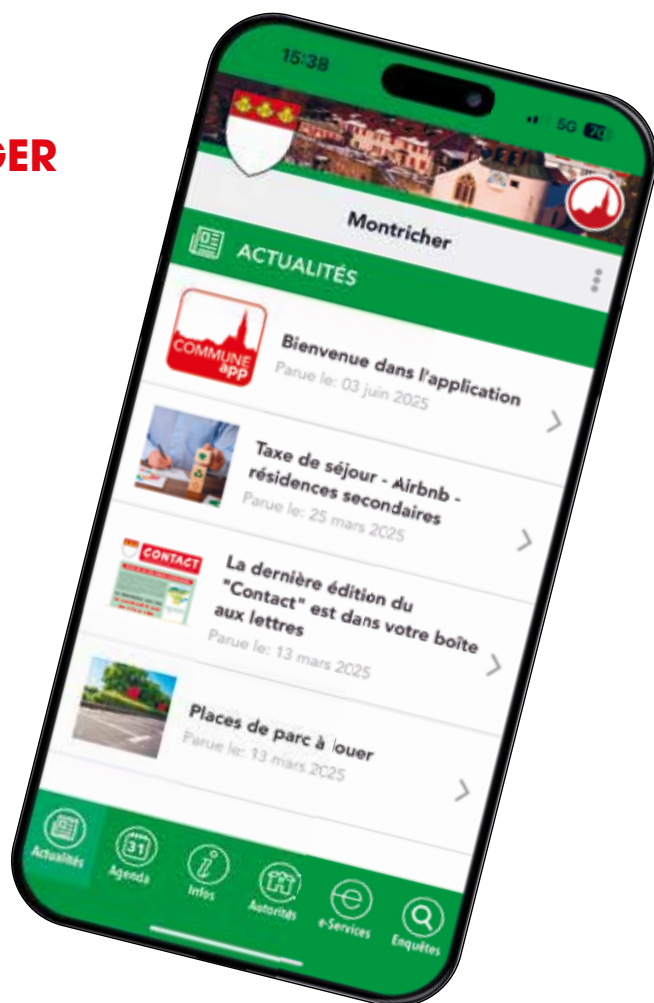 GER
15:38
5G 70
Montricher
ACTUALITÉS
COMMUNE
app
Bienvenue dans l'application
Parue le: 03 juin 2025
Taxe de séjour - Airbnb -
résidences secondaires
Parue le: 25 mars 2025
CONTACT
La dernière édition du
"Contact" est dans votre boîte
aux lettres
Parue le: 13 mars 2025
Places de parc à louer
Parue le: 13 mars 2025
31
Actualités
Agenda
Infos
Autorités
e-Services
Enquêtes